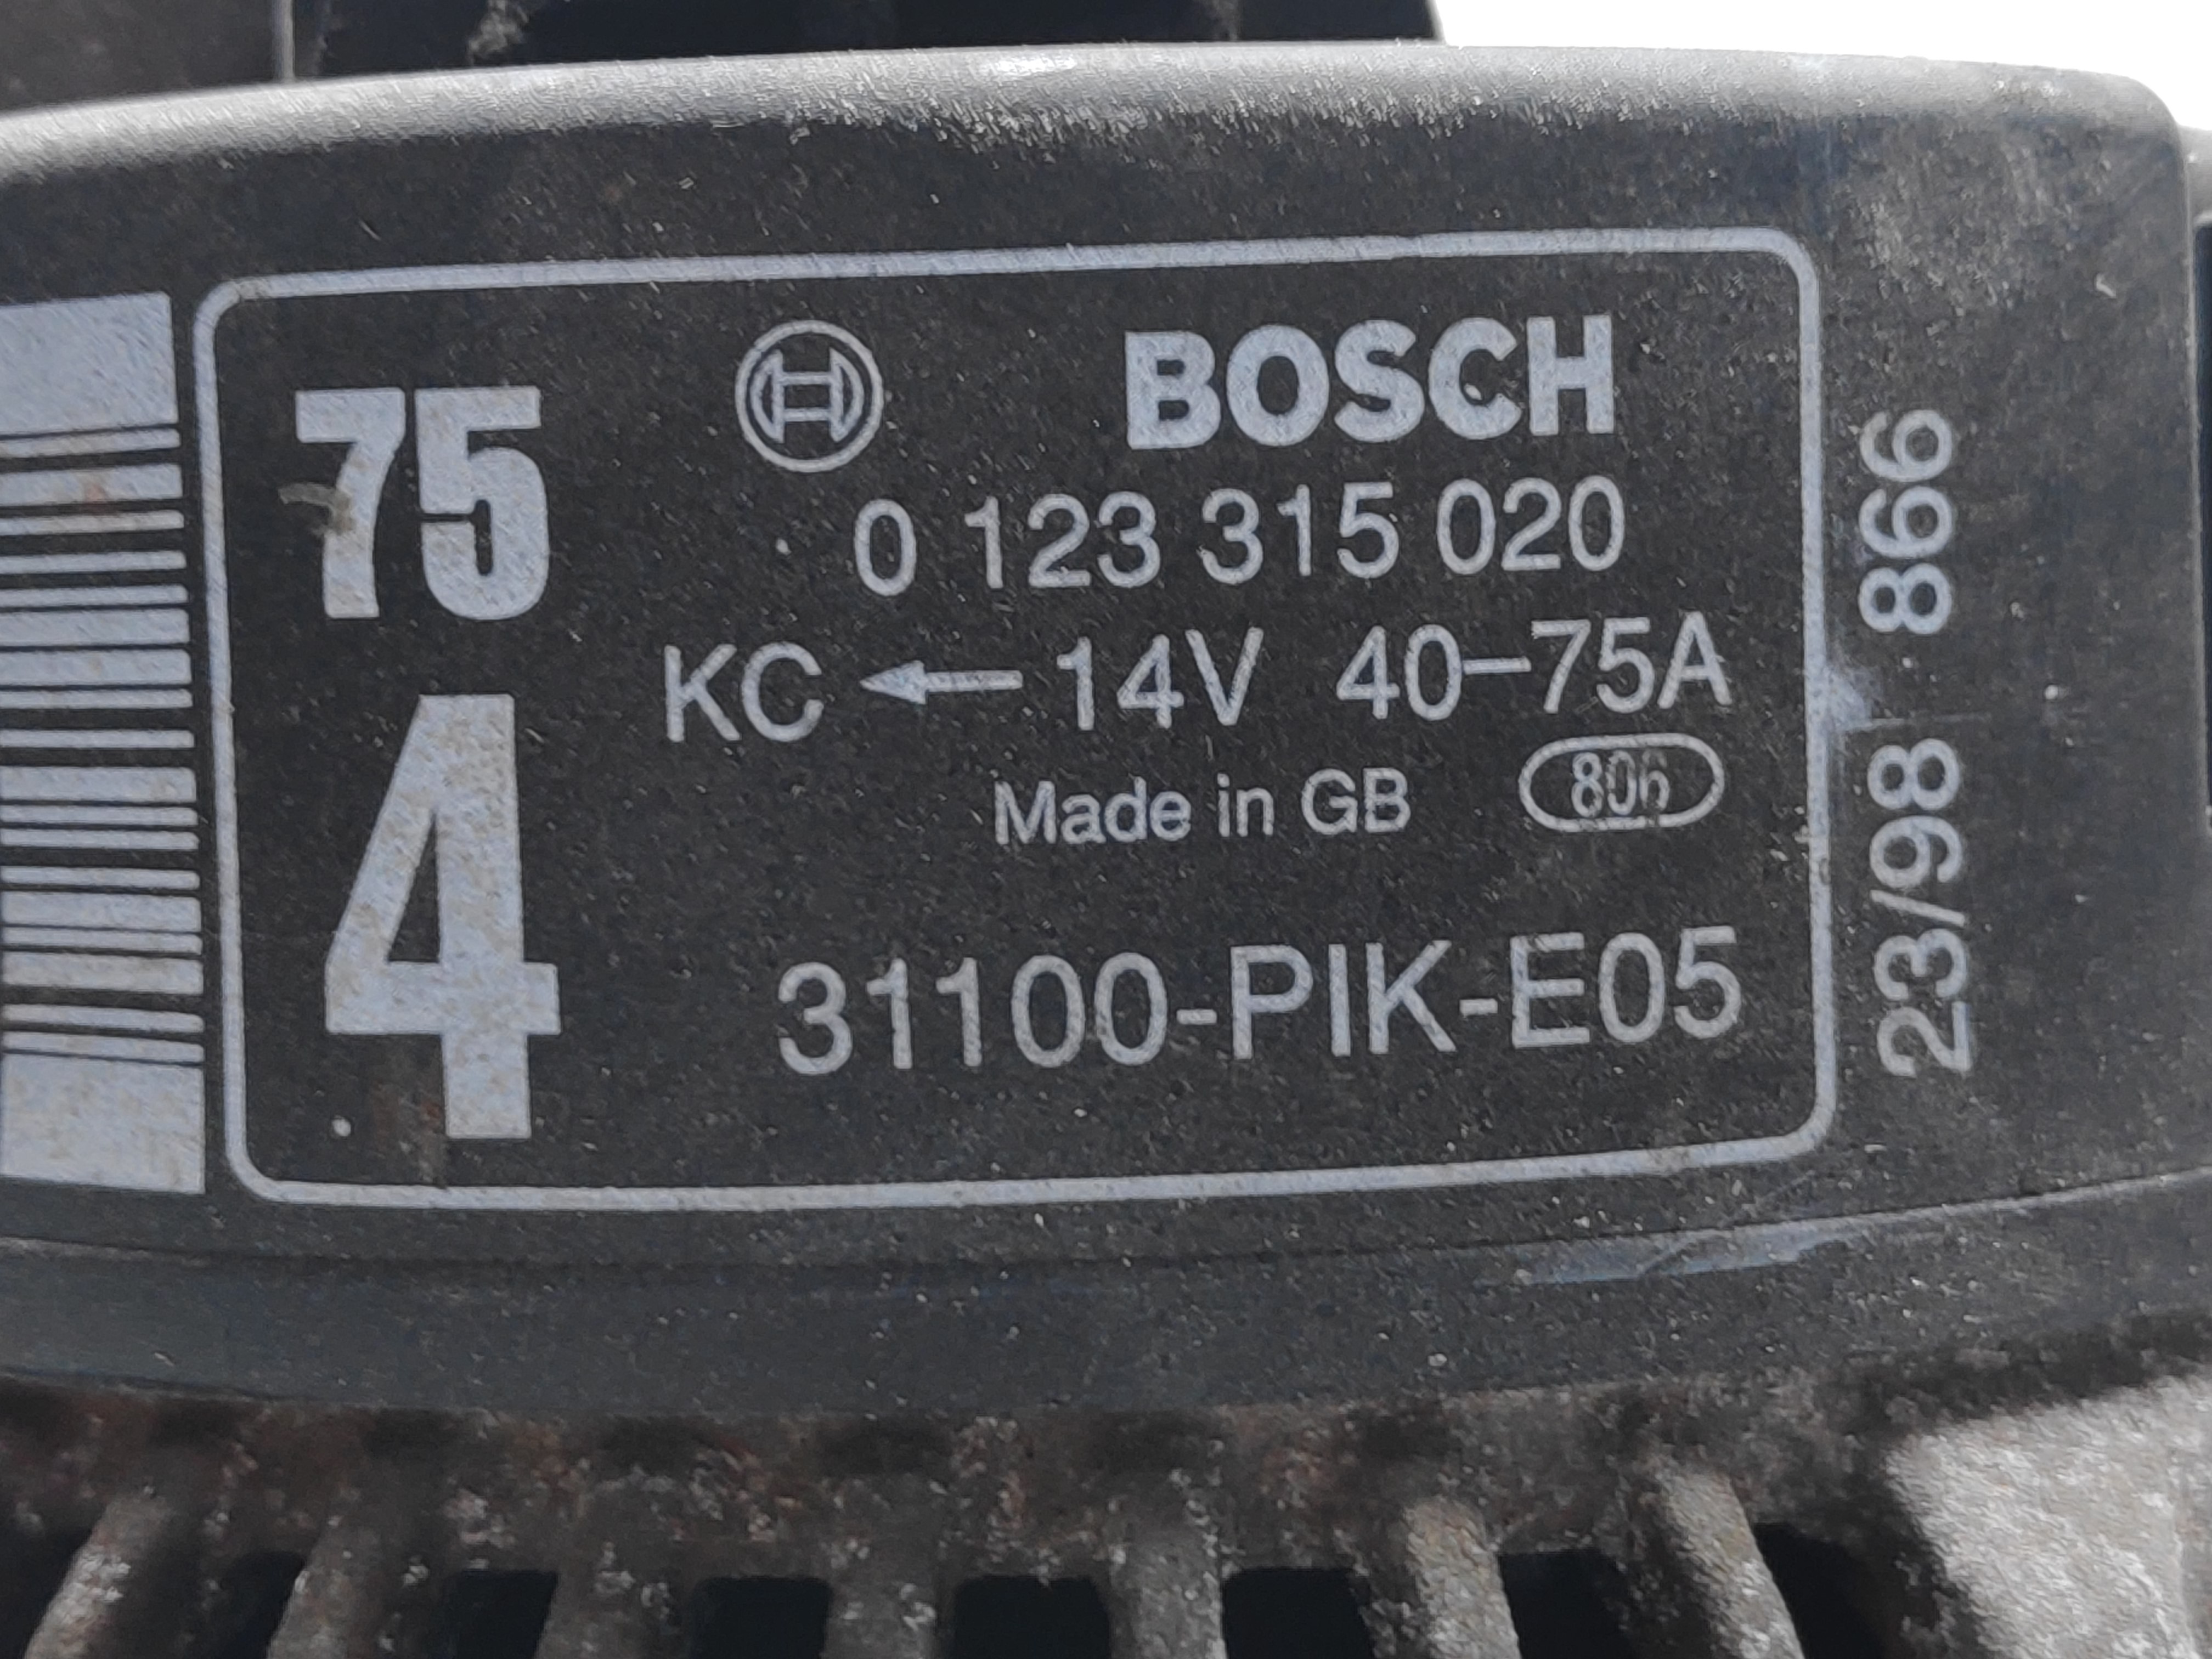 75
4
BOSCH
0 123 315 020
KC ← 14V 40-75A
Made in GB 806
31100-PIK-E05
23/98 866